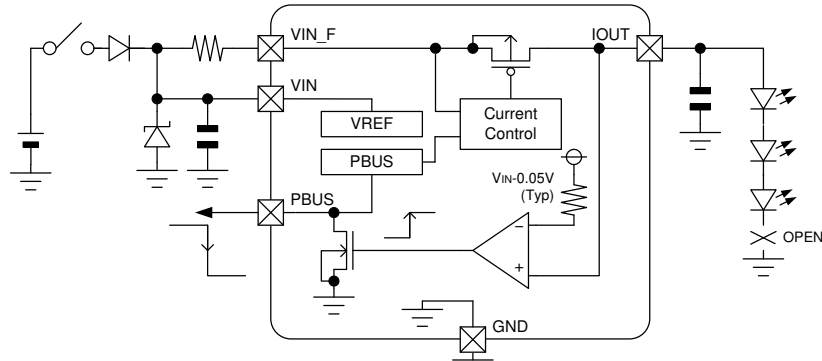 VIN_F
IOUT
VIN
VREF
Current
Control
PBUS
VIN-0.05V
(Typ)
PBUS
−
+
OPEN
GND